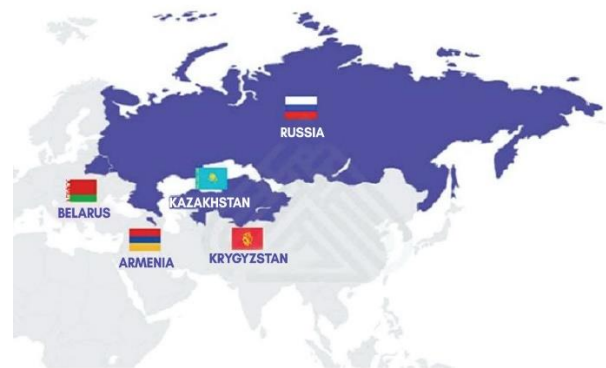 RUSSIA
KAZAKHSTAN
BELARUS
KRYGYZSTAN
ARMENIA